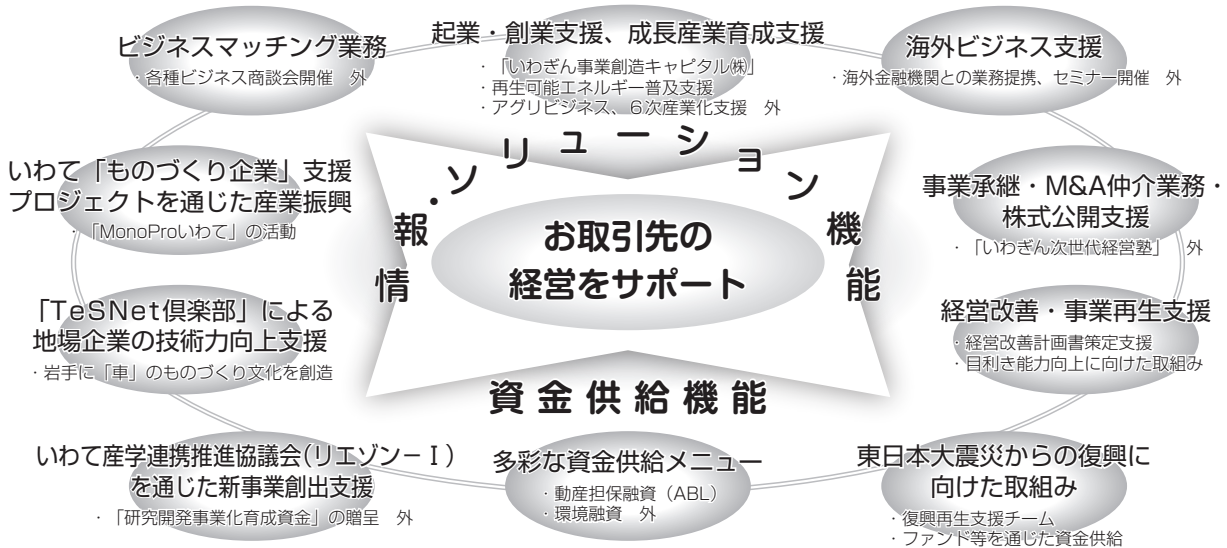 ビジネスマッチング業務
・各種ビジネス商談会開催　外
起業・創業支援、成長産業育成支援
・「いわぎん事業創造キャピタル㈱」
・再生可能エネルギー普及支援
・アグリビジネス、６次産業化支援　外
海外ビジネス支援
・海外金融機関との業務提携、セミナー開催　外
いわて「ものづくり企業」支援
プロジェクトを通じた産業振興
・「MonoProいわて」の活動
情報・ソリューション機能
お取引先の
経営をサポート
事業承継・M&A仲介業務・
株式公開支援
・「いわぎん次世代経営塾」　外
「TeSNet倶楽部」による
地場企業の技術力向上支援
・岩手に「車」のものづくり文化を創造
経営改善・事業再生支援
・経営改善計画書策定支援
・目利き能力向上に向けた取組み
資金供給機能
いわて産学連携推進協議会(リエゾン－Ｉ)
を通じた新事業創出支援
・「研究開発事業化育成資金」の贈呈　外
多彩な資金供給メニュー
・動産担保融資（ABL）
・環境融資　外
東日本大震災からの復興に
向けた取組み
・復興再生支援チーム
・ファンド等を通じた資金供給